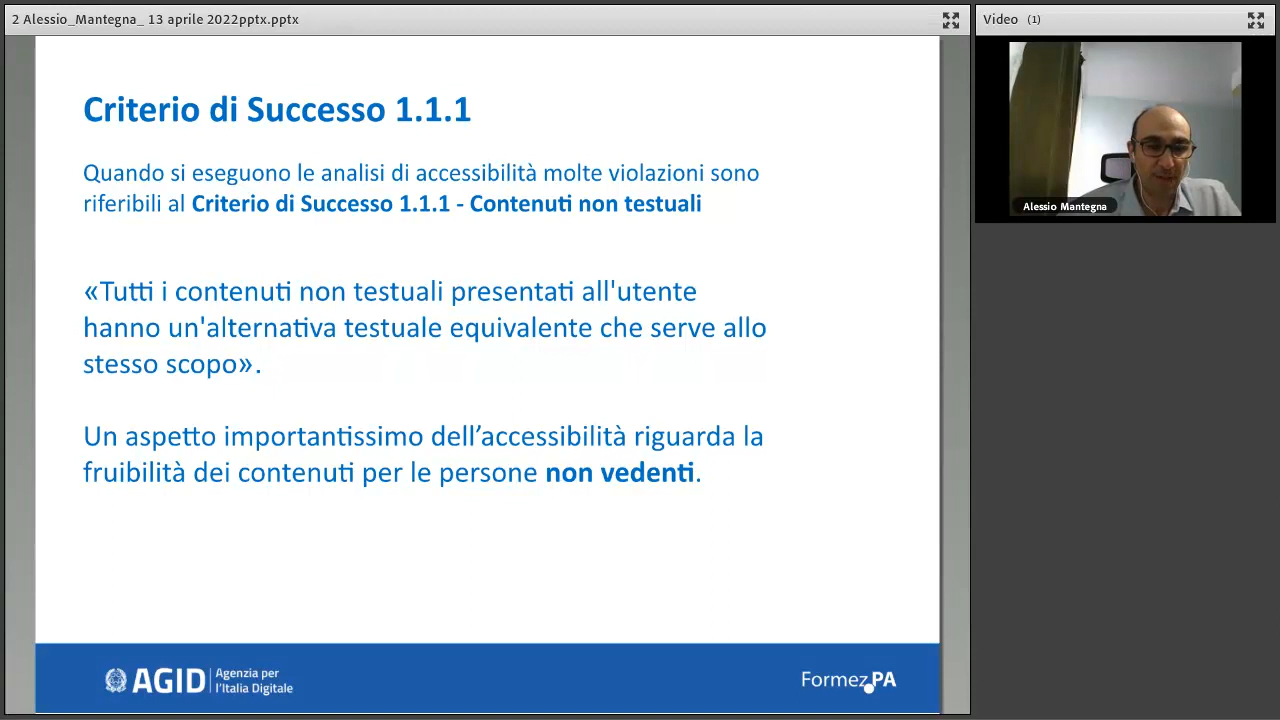 2 Alessio_Mantegna_ 13 aprile 2022pptx.pptx
Video (1)
Alessio Mantegna
Criterio di Successo 1.1.1
Quando si eseguono le analisi di accessibilità molte violazioni sono
riferibili al Criterio di Successo 1.1.1 - Contenuti non testuali
«Tutti i contenuti non testuali presentati all'utente
hanno un'alternativa testuale equivalente che serve allo
stesso scopo».
Un aspetto importantissimo dell’accessibilità riguarda la
fruibilità dei contenuti per le persone non vedenti.
AGID Agenzia per
l'Italia Digitale
Formez PA